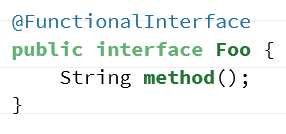 @FunctionalInterface
public interface Foo {
    String method();
}